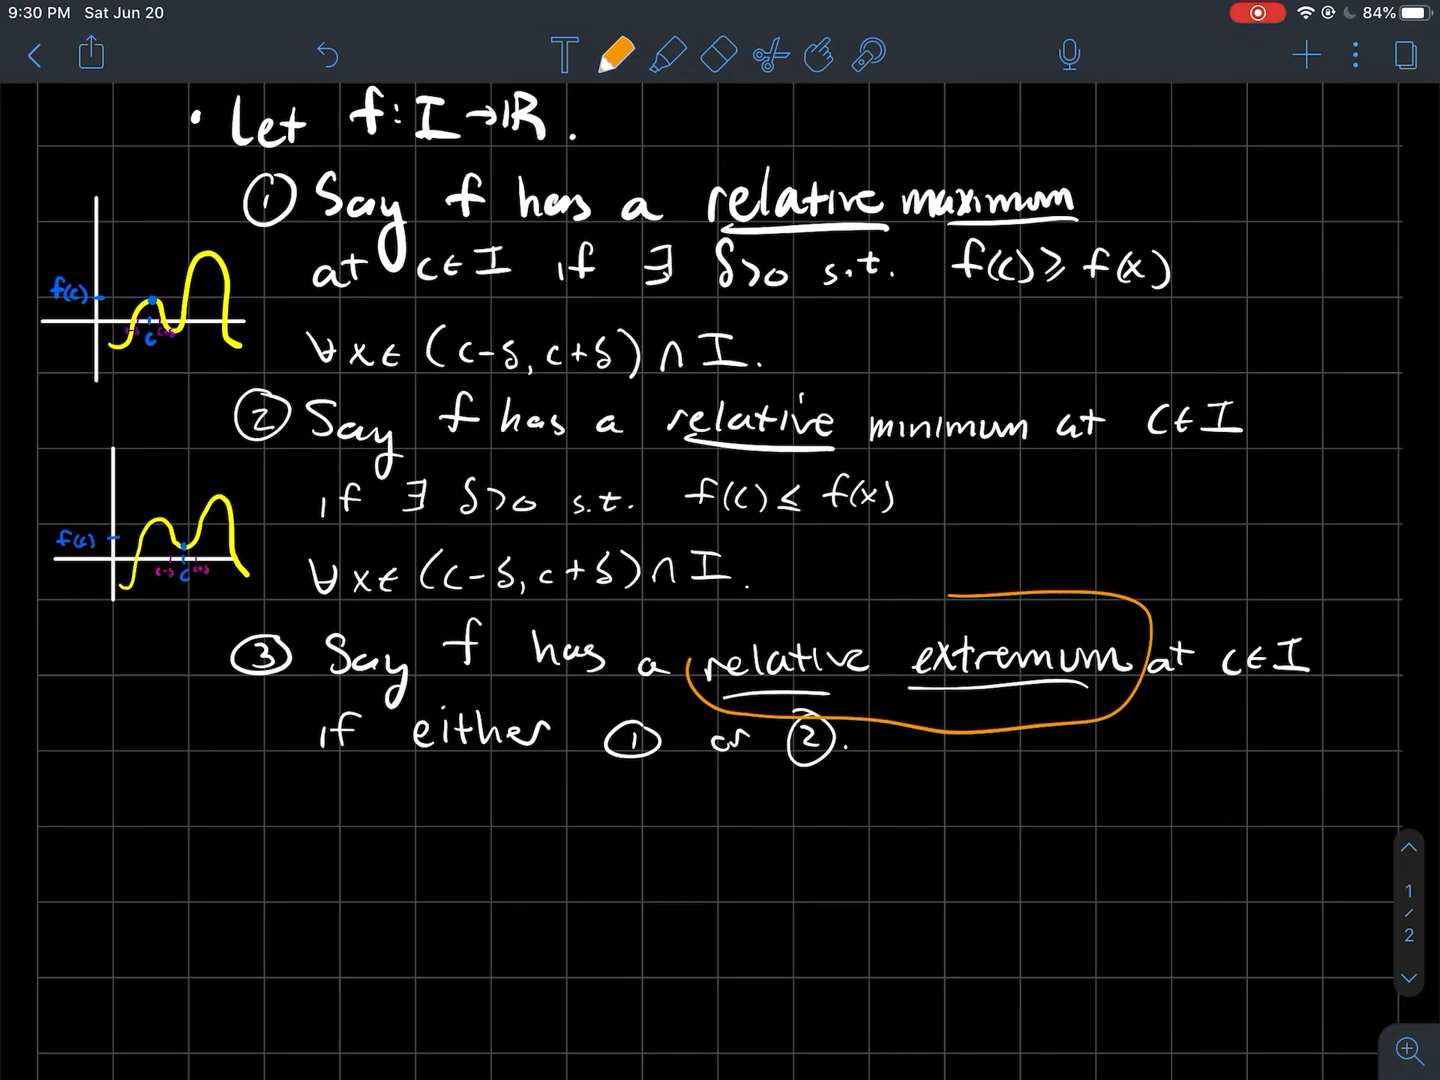 9:30 PM Sat Jun 20
84%
• Let f: I → ℝ.
① Say f has a relative maximum
at c ∈ I if ∃ δ>0 s.t. f(c) ≥ f(x)
∀ x ∈ (c-δ, c+δ) ∩ I.
f(c)
c-δ c c+δ
② Say f has a relative minimum at c ∈ I
if ∃ δ>0 s.t. f(c) ≤ f(x)
∀ x ∈ (c-δ, c+δ) ∩ I.
f(c)
c-δ c c+δ
③ Say f has a relative extremum at c ∈ I
if either ① or ②.
1
/
2